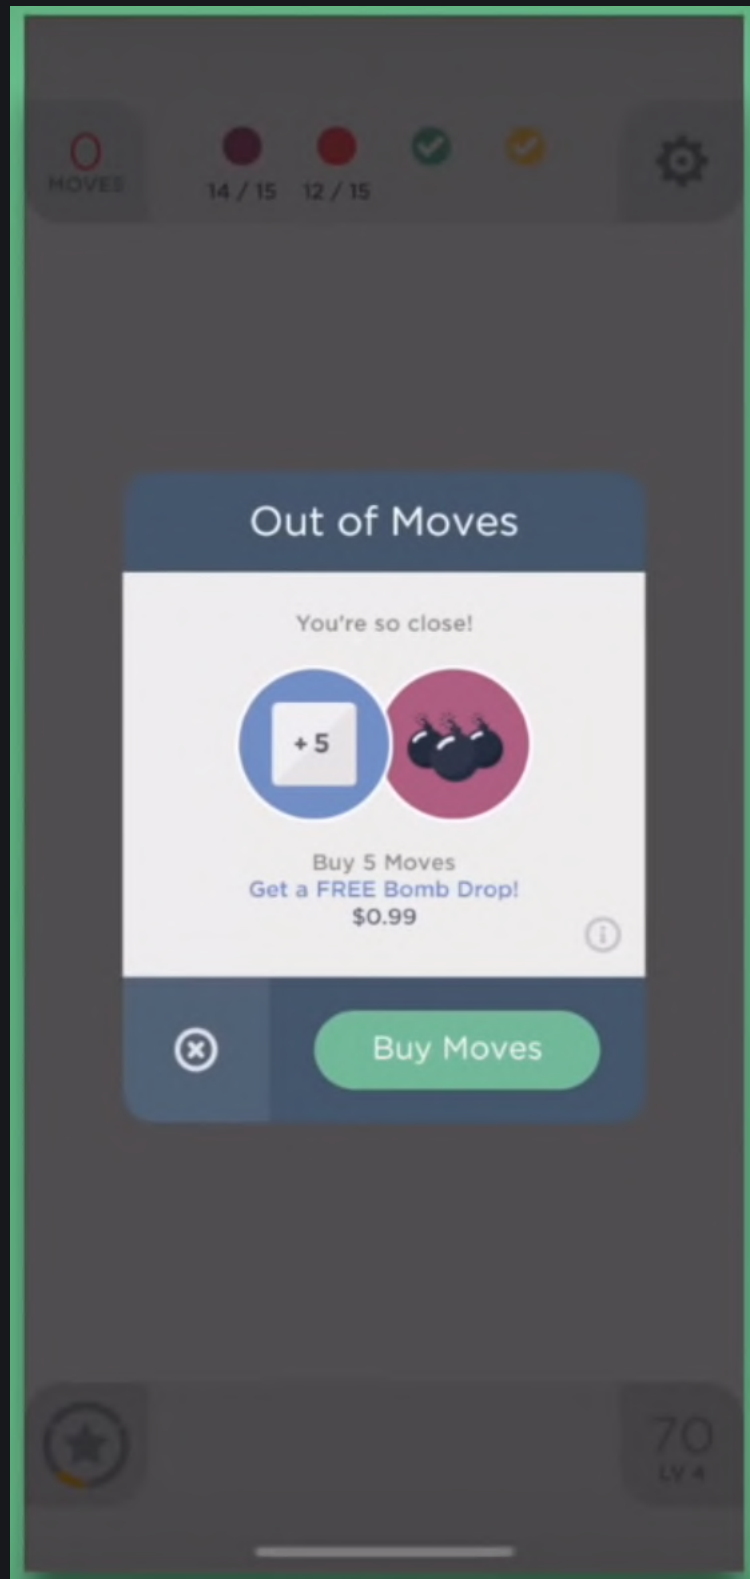 0
MOVES
14 / 15
12 / 15
Out of Moves
You're so close!
+ 5
Buy 5 Moves
Get a FREE Bomb Drop!
$0.99
Buy Moves
70
LV 4